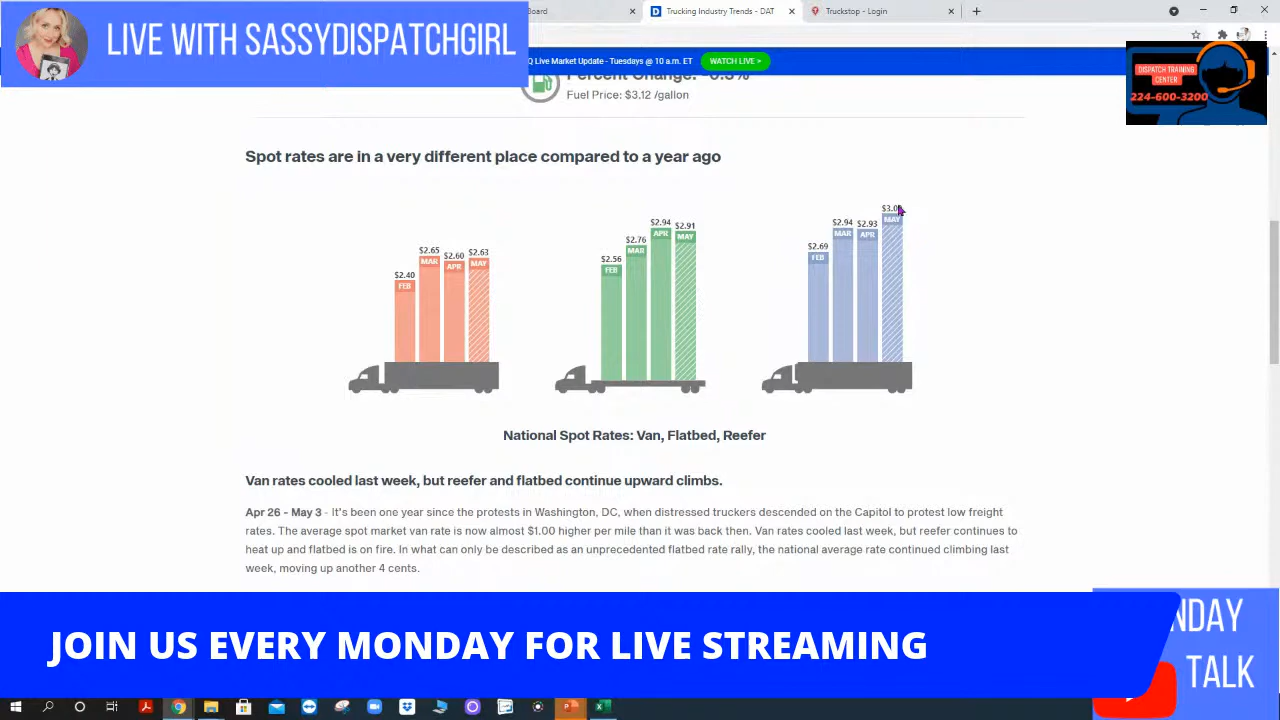 LIVE WITH SASSYDISPATCHGIRL
Board
Trucking Industry Trends - DAT
Truckstop - Login
Q Live Market Update - Tuesdays @ 10 a.m. ET
WATCH LIVE >
DISPATCH TRAINING
CENTER
224-600-3200
Percent Change: -0.3%
Fuel Price: $3.12 /gallon
Spot rates are in a very different place compared to a year ago
$2.40
FEB
$2.65
MAR
$2.60
APR
$2.63
MAY
$2.56
FEB
$2.76
MAR
$2.94
APR
$2.91
MAY
$2.69
FEB
$2.94
MAR
$2.93
APR
MAY
National Spot Rates: Van, Flatbed, Reefer
Van rates cooled last week, but reefer and flatbed continue upward climbs.
Apr 26 - May 3 - It's been one year since the protests in Washington, DC, when distressed truckers descended on the Capitol to protest low freight
rates. The average spot market van rate is now almost $1.00 higher per mile than it was back then. Van rates cooled last week, but reefer continues to
heat up and flatbed is on fire. In what can only be described as an unprecedented flatbed rate rally, the national average rate continued climbing last
week, moving up another 4 cents.
JOIN US EVERY MONDAY FOR LIVE STREAMING
NDAY
TALK